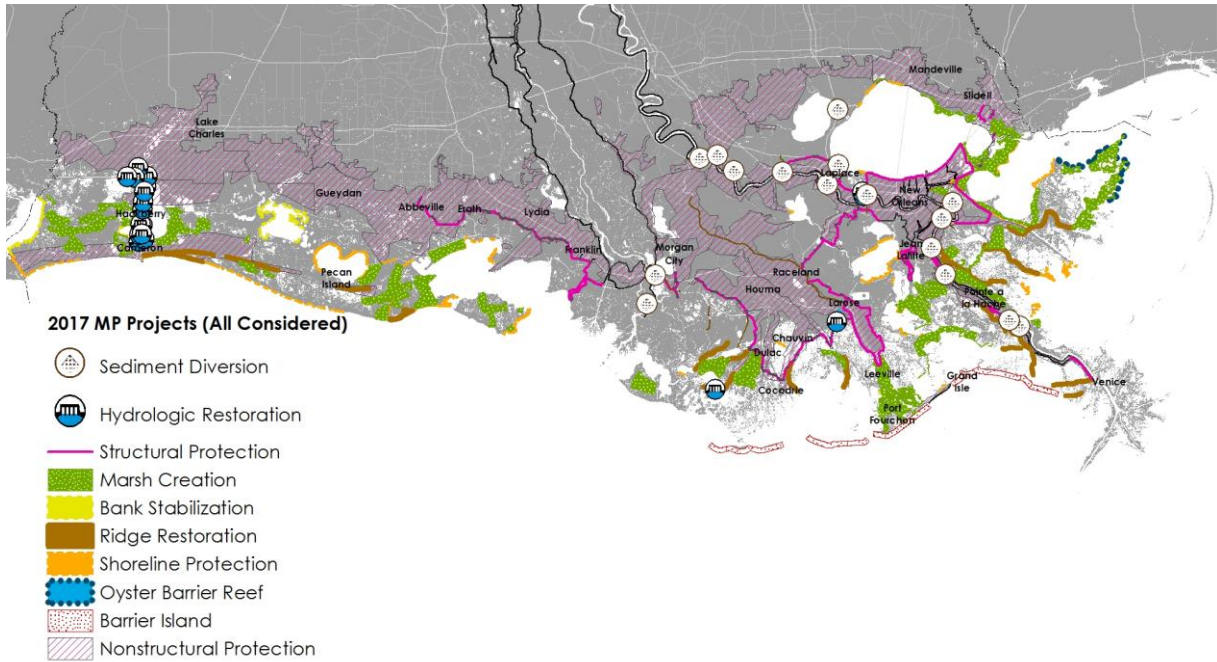 Mandeville
Slidell
Lake
Charles
Gueydan
Laplace
New
Orleans
Hackberry
Abbeville
Erath
Lydia
Cameron
Franklin
Morgan
City
Jean
Lafitte
Pecan
Island
Raceland
Houma
Pointe a
la Hache
Larose
Chauvin
Dulac
Cocodrie
Leeville
Grand
Isle
Venice
Port
Fourchon
2017 MP Projects (All Considered)
Sediment Diversion
Hydrologic Restoration
Structural Protection
Marsh Creation
Bank Stabilization
Ridge Restoration
Shoreline Protection
Oyster Barrier Reef
Barrier Island
Nonstructural Protection